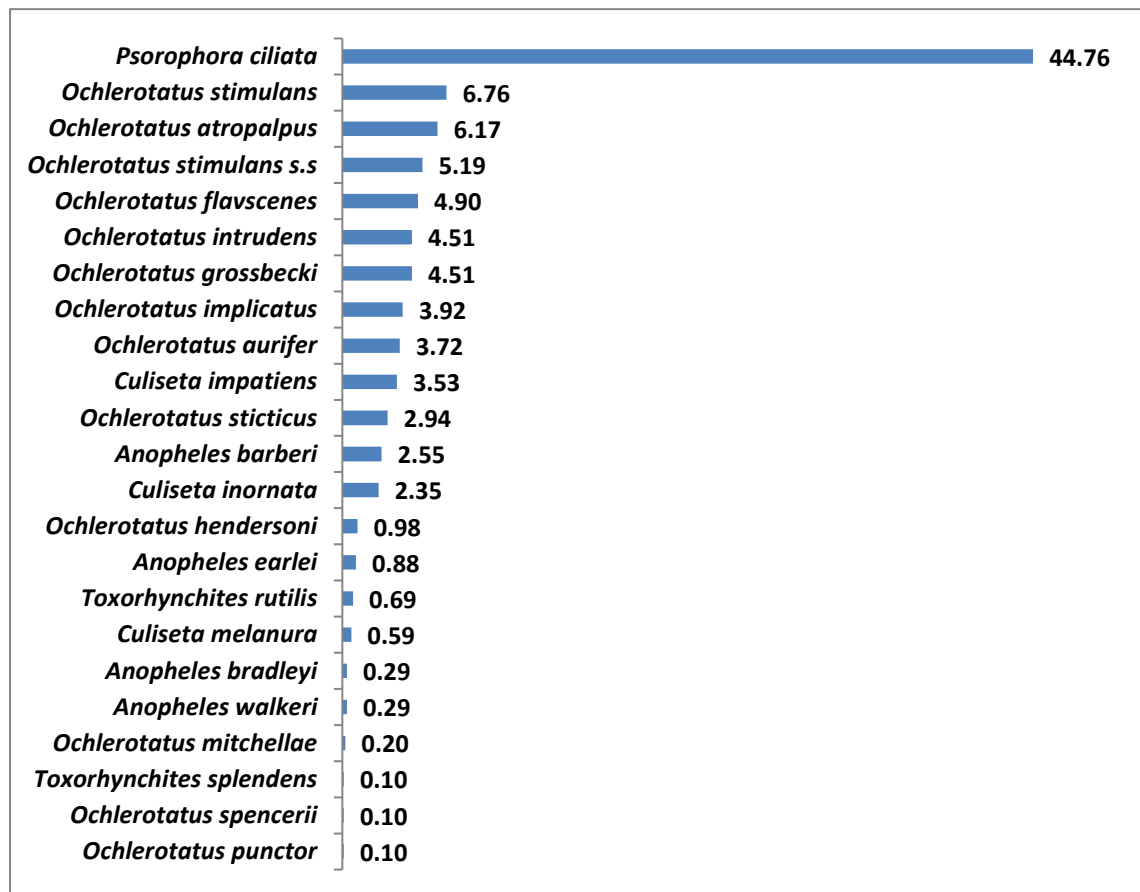 Psorophora ciliata 44.76
Ochlerotatus stimulans 6.76
Ochlerotatus atropalpus 6.17
Ochlerotatus stimulans s.s 5.19
Ochlerotatus flavscenes 4.90
Ochlerotatus intrudens 4.51
Ochlerotatus grossbecki 4.51
Ochlerotatus implicatus 3.92
Ochlerotatus aurifer 3.72
Culiseta impatiens 3.53
Ochlerotatus sticticus 2.94
Anopheles barberi 2.55
Culiseta inornata 2.35
Ochlerotatus hendersoni 0.98
Anopheles earlei 0.88
Toxorhynchites rutilis 0.69
Culiseta melanura 0.59
Anopheles bradleyi 0.29
Anopheles walkeri 0.29
Ochlerotatus mitchellae 0.20
Toxorhynchites splendens 0.10
Ochlerotatus spencerii 0.10
Ochlerotatus punctor 0.10